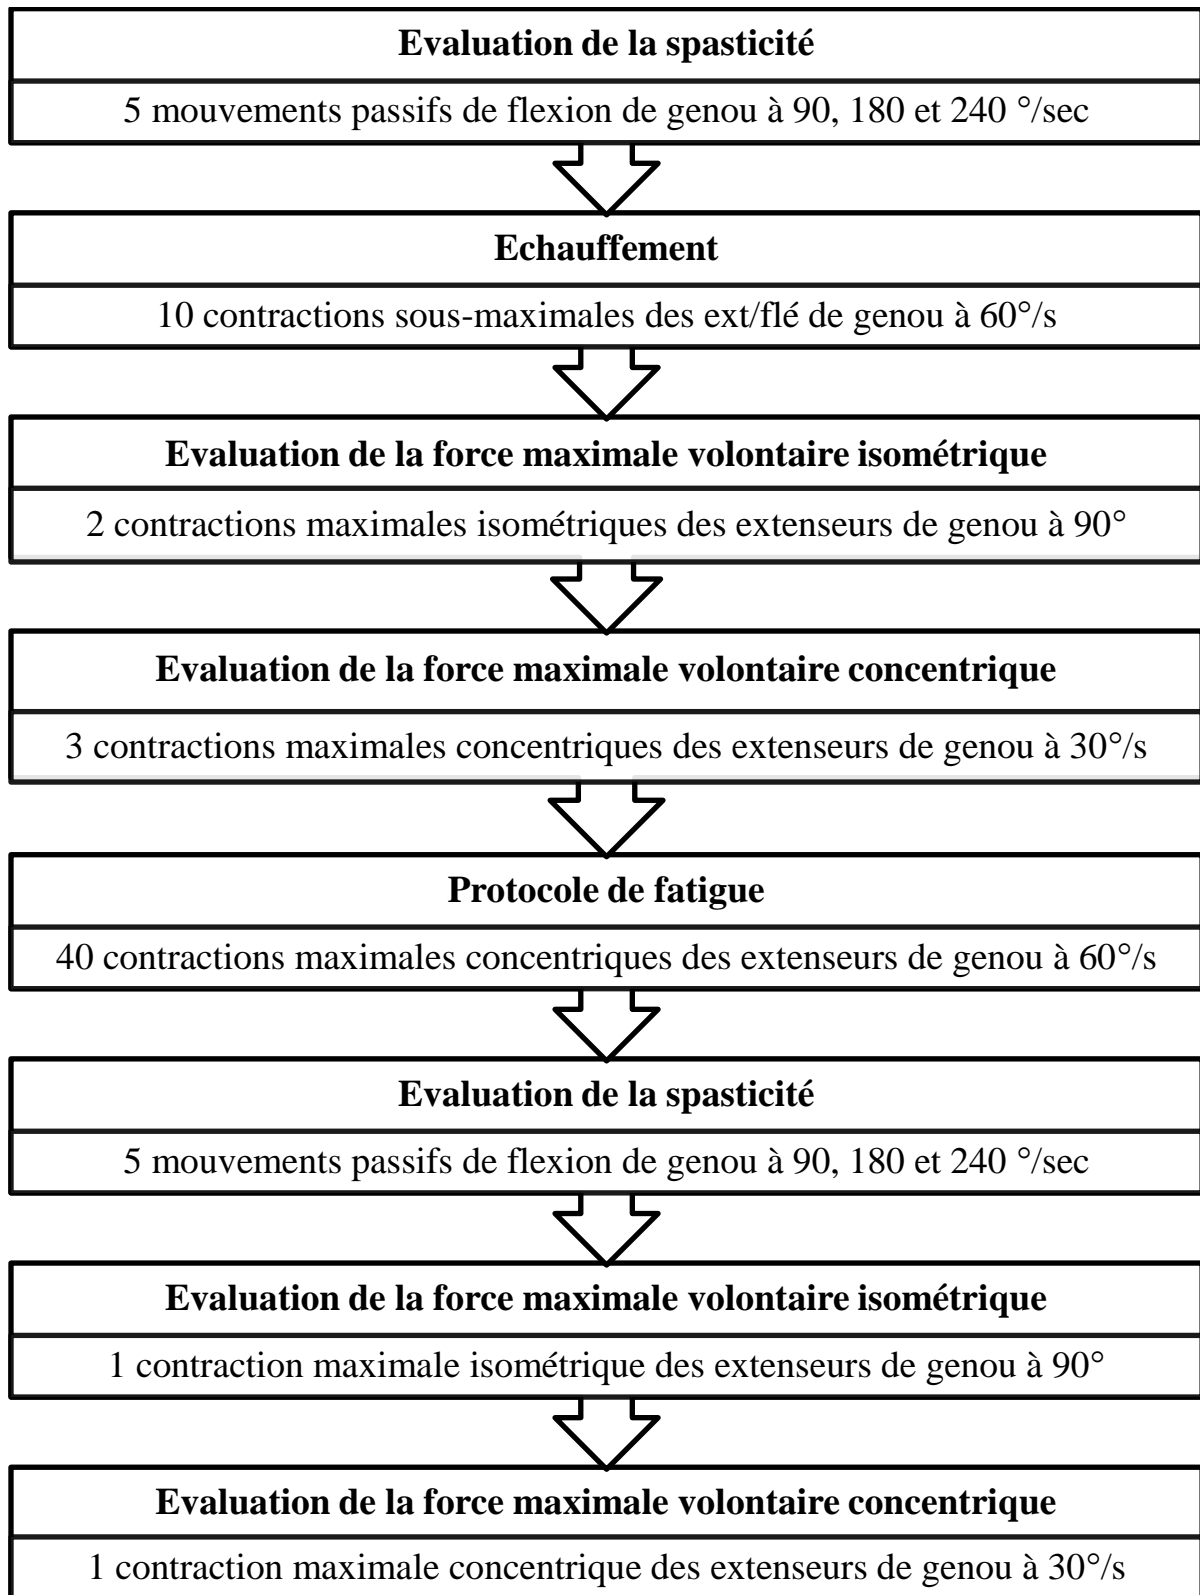 Evaluation de la spasticité
5 mouvements passifs de flexion de genou à 90, 180 et 240 °/sec
Echauffement
10 contractions sous-maximales des ext/flé de genou à 60°/s
Evaluation de la force maximale volontaire isométrique
2 contractions maximales isométriques des extenseurs de genou à 90°
Evaluation de la force maximale volontaire concentrique
3 contractions maximales concentriques des extenseurs de genou à 30°/s
Protocole de fatigue
40 contractions maximales concentriques des extenseurs de genou à 60°/s
Evaluation de la spasticité
5 mouvements passifs de flexion de genou à 90, 180 et 240 °/sec
Evaluation de la force maximale volontaire isométrique
1 contraction maximale isométrique des extenseurs de genou à 90°
Evaluation de la force maximale volontaire concentrique
1 contraction maximale concentrique des extenseurs de genou à 30°/s